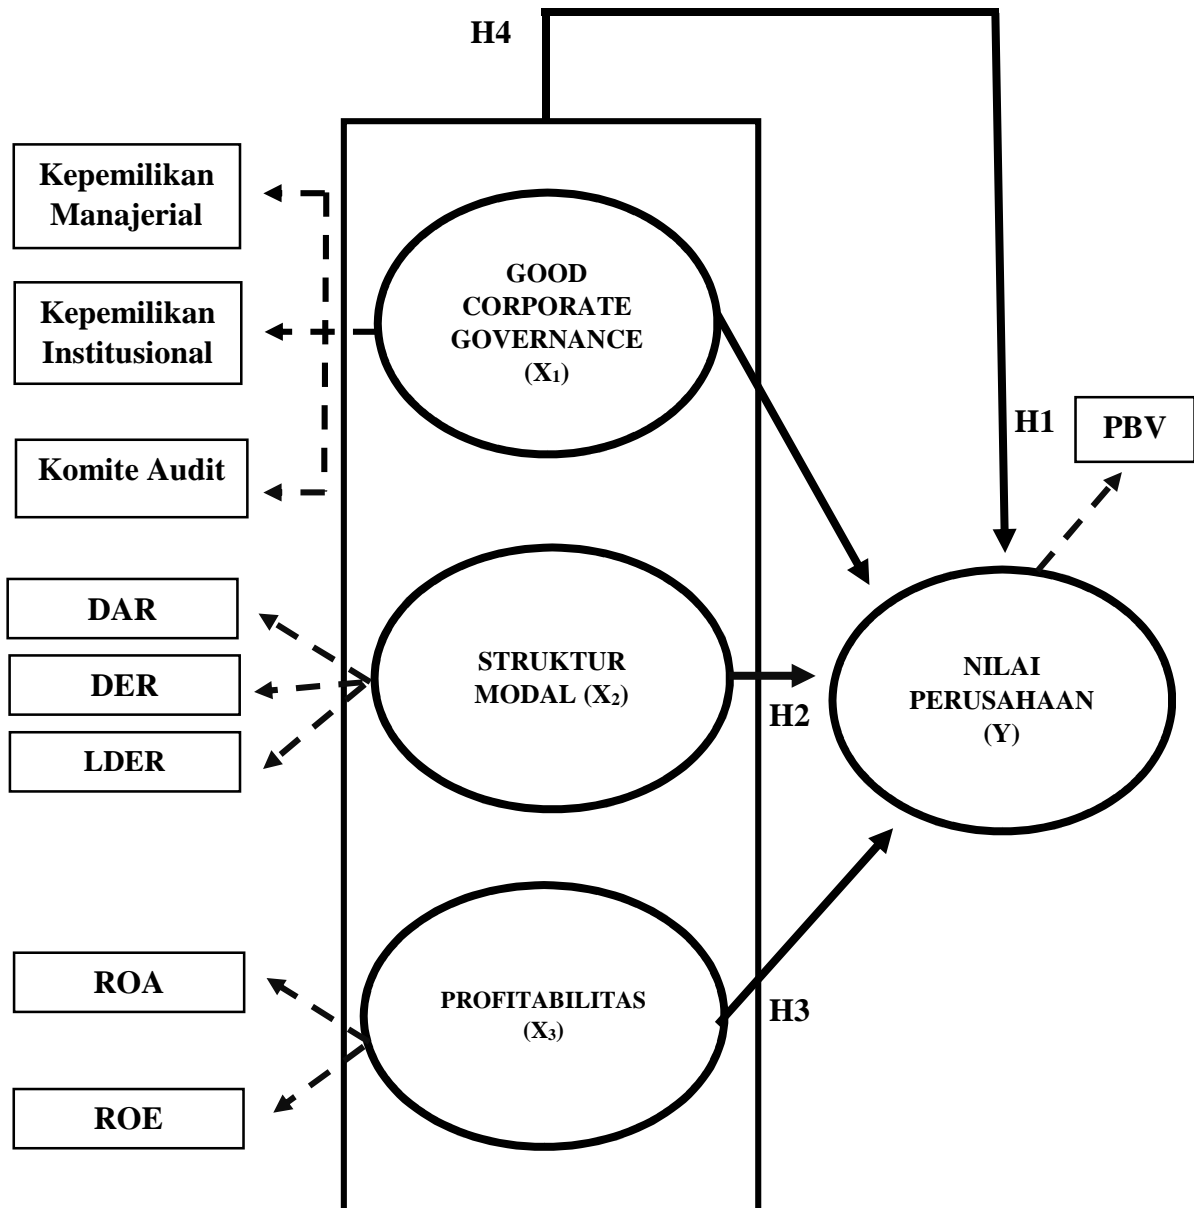 H4
Kepemilikan
Manajerial
Kepemilikan
Institusional
Komite Audit
GOOD
CORPORATE
GOVERNANCE
(X₁)
H1
PBV
DAR
DER
LDER
STRUKTUR
MODAL (X₂)
H2
NILAI
PERUSAHAAN
(Y)
ROA
ROE
PROFITABILITAS
(X₃)
H3